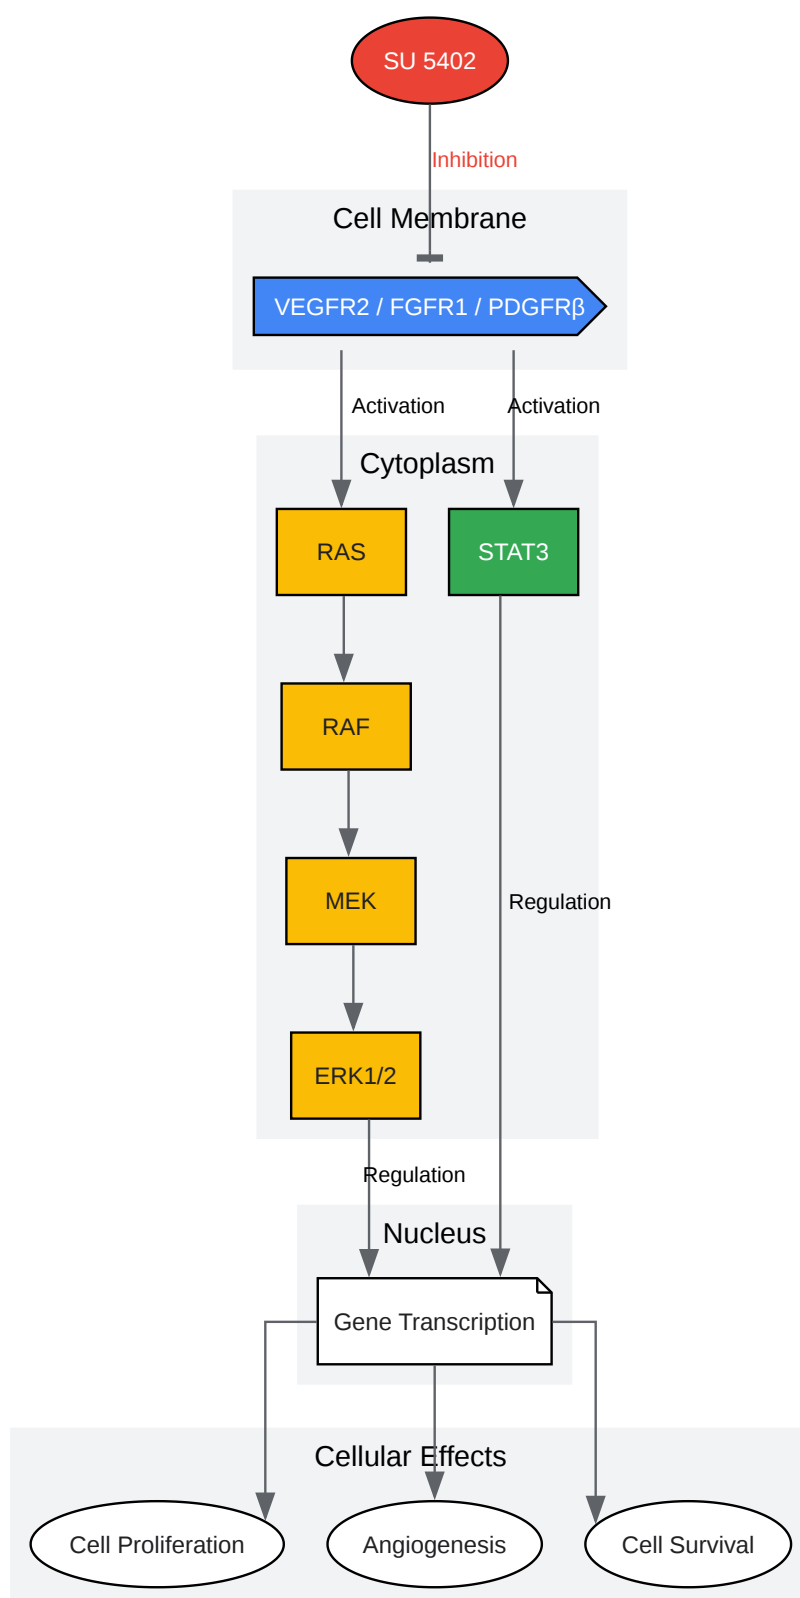 SU 5402
Inhibition
Cell Membrane
VEGFR2 / FGFR1 / PDGFRβ
Activation
Activation
Cytoplasm
RAS
STAT3
RAF
MEK
Regulation
ERK1/2
Regulation
Nucleus
Gene Transcription
Cellular Effects
Cell Proliferation
Angiogenesis
Cell Survival